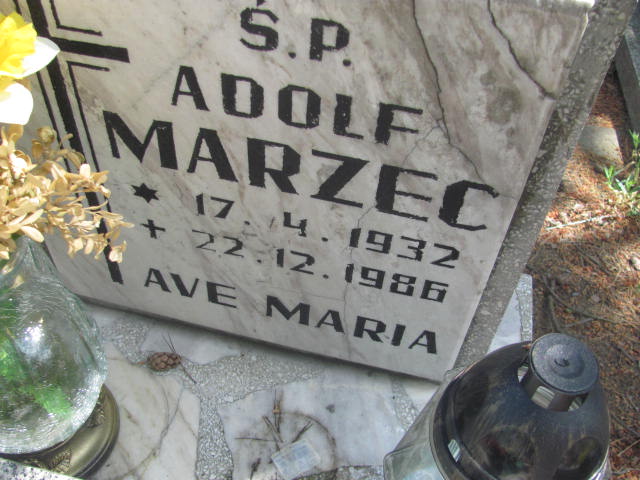 Ś.P.
ADOLF
MARZEC
17.4.1932
22.12.1986
AVE MARIA